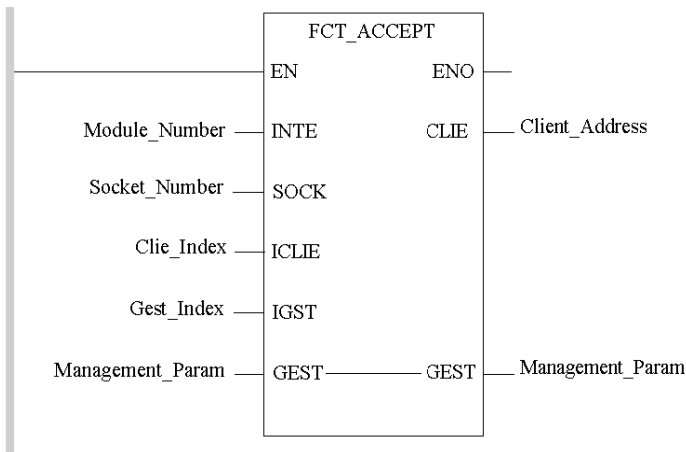 FCT_ACCEPT
EN ENO
Module_Number INTE CLIE Client_Address
Socket_Number SOCK
Clie_Index ICLIE
Gest_Index IGST
Management_Param GEST GEST Management_Param